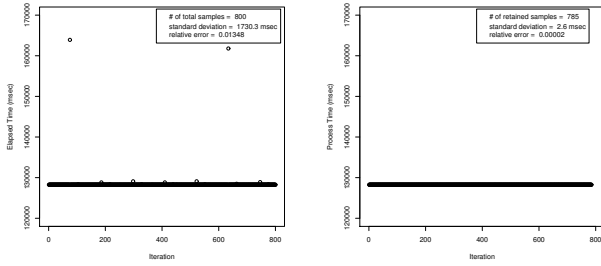 # of total samples = 800
standard deviation = 1730.3 msec
relative error = 0.01348
Elapsed Time (msec)
170000
160000
150000
140000
130000
120000
0 200 400 600 800
Iteration
# of retained samples = 785
standard deviation = 2.6 msec
relative error = 0.00002
Process Time (msec)
170000
160000
150000
140000
130000
120000
0 200 400 600 800
Iteration